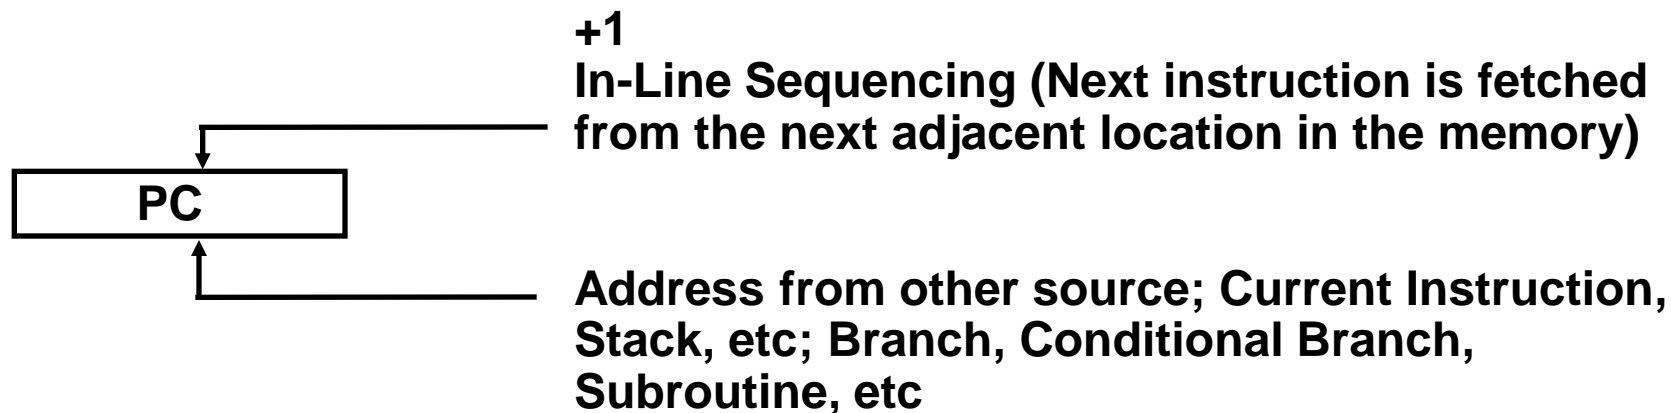 +1
In-Line Sequencing (Next instruction is fetched
from the next adjacent location in the memory)
PC
Address from other source; Current Instruction,
Stack, etc; Branch, Conditional Branch,
Subroutine, etc